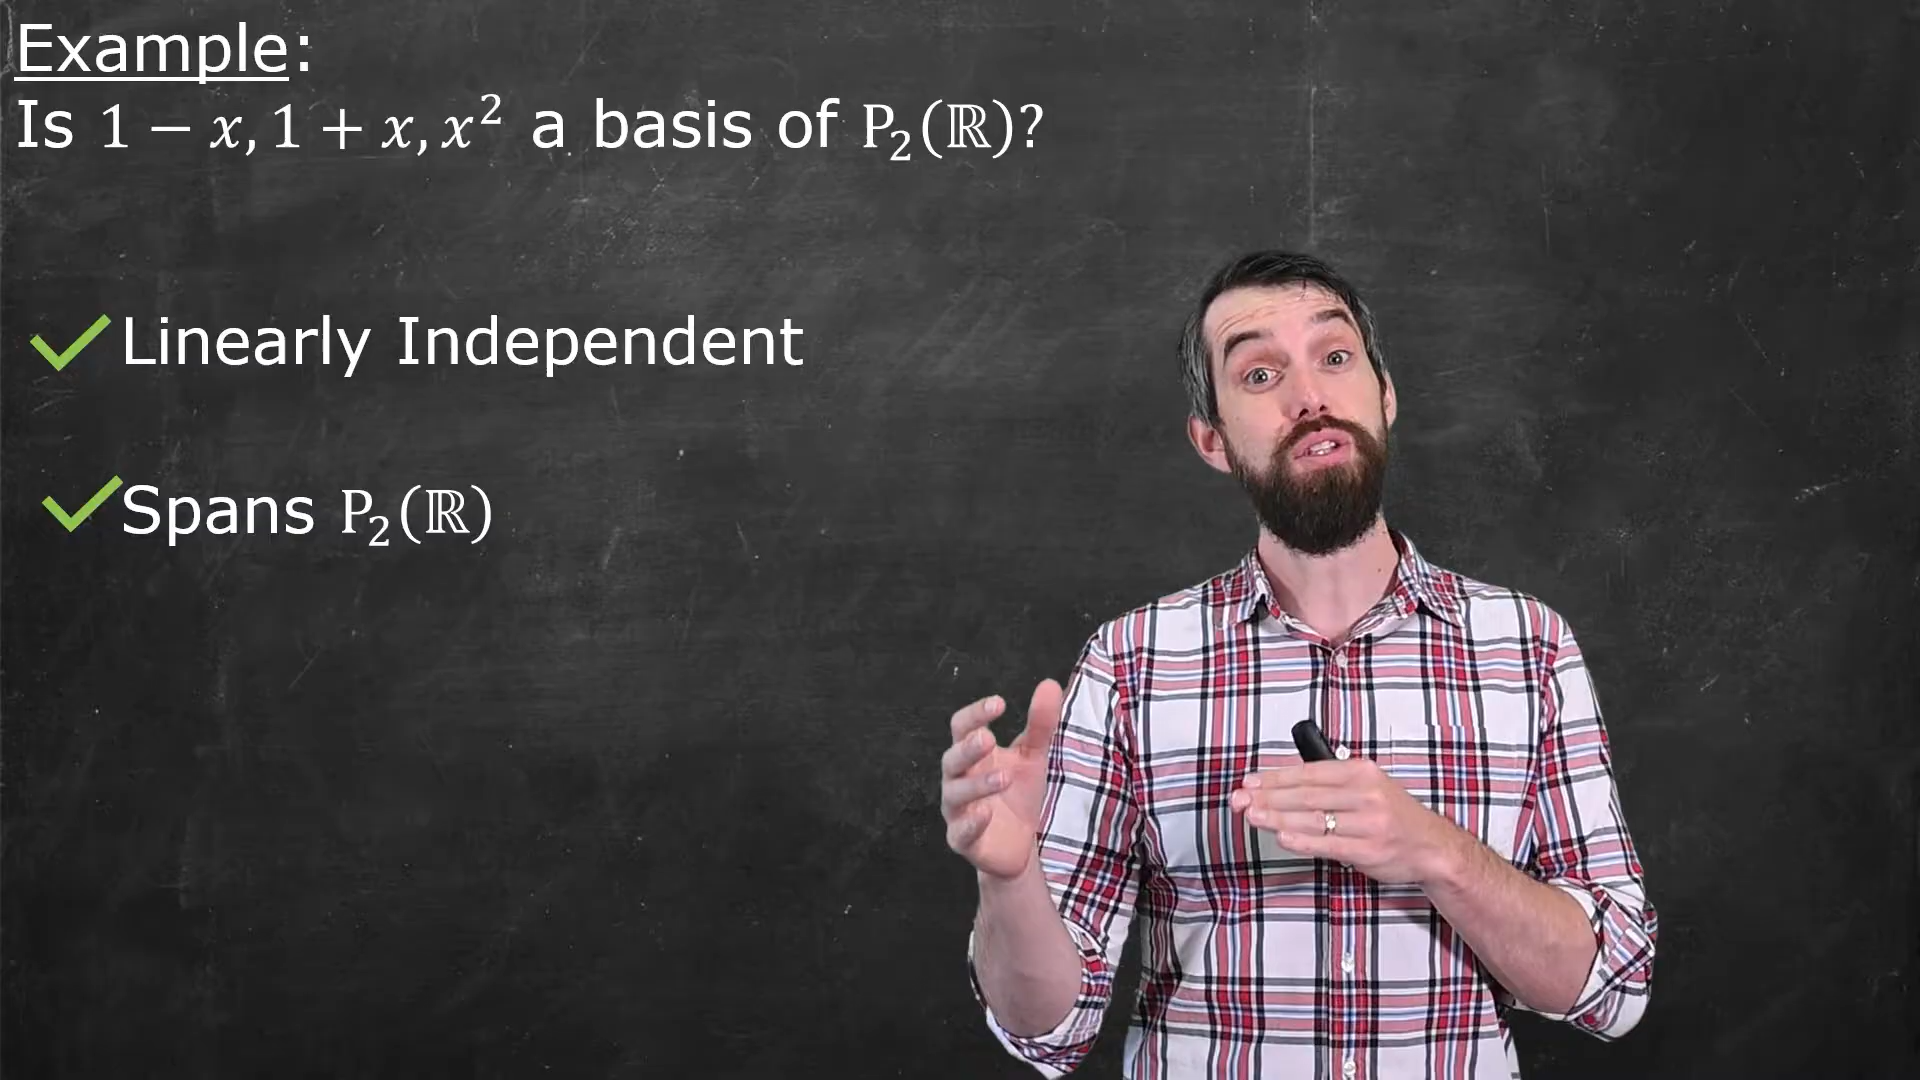 Example:
Is 1 − x, 1 + x, x² a basis of P₂(ℝ)?
Linearly Independent
Spans P₂(ℝ)